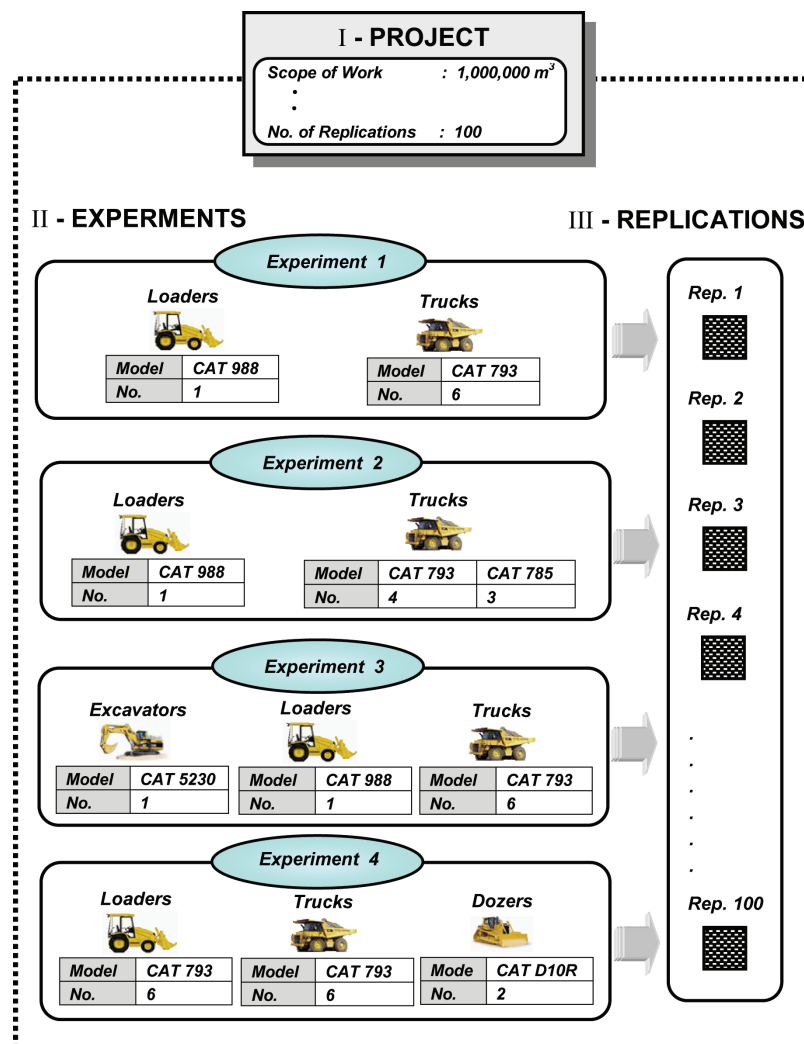 I - PROJECT
Scope of Work : 1,000,000 m³
.
.
No. of Replications : 100
II - EXPERMENTS
III - REPLICATIONS
Experiment 1
Loaders
Trucks
Model CAT 988
No. 1
Model CAT 793
No. 6
Experiment 2
Loaders
Trucks
Model CAT 988
No. 1
Model CAT 793 CAT 785
No. 4 3
Experiment 3
Excavators
Loaders
Trucks
Model CAT 5230
No. 1
Model CAT 988
No. 1
Model CAT 793
No. 6
Experiment 4
Loaders
Trucks
Dozers
Model CAT 793
No. 6
Model CAT 793
No. 6
Mode CAT D10R
No. 2
Rep. 1
Rep. 2
Rep. 3
Rep. 4
.
.
.
.
.
.
Rep. 100